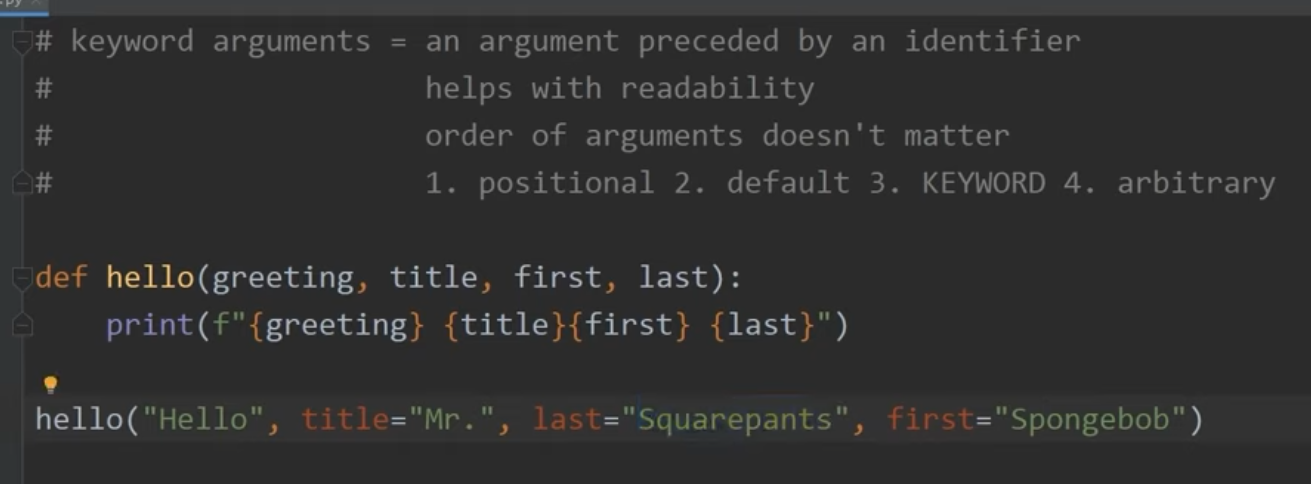 .py
# keyword arguments = an argument preceded by an identifier
#                     helps with readability
#                     order of arguments doesn't matter
#                     1. positional 2. default 3. KEYWORD 4. arbitrary
def hello(greeting, title, first, last):
    print(f"{greeting} {title}{first} {last}")
hello("Hello", title="Mr.", last="Squarepants", first="Spongebob")